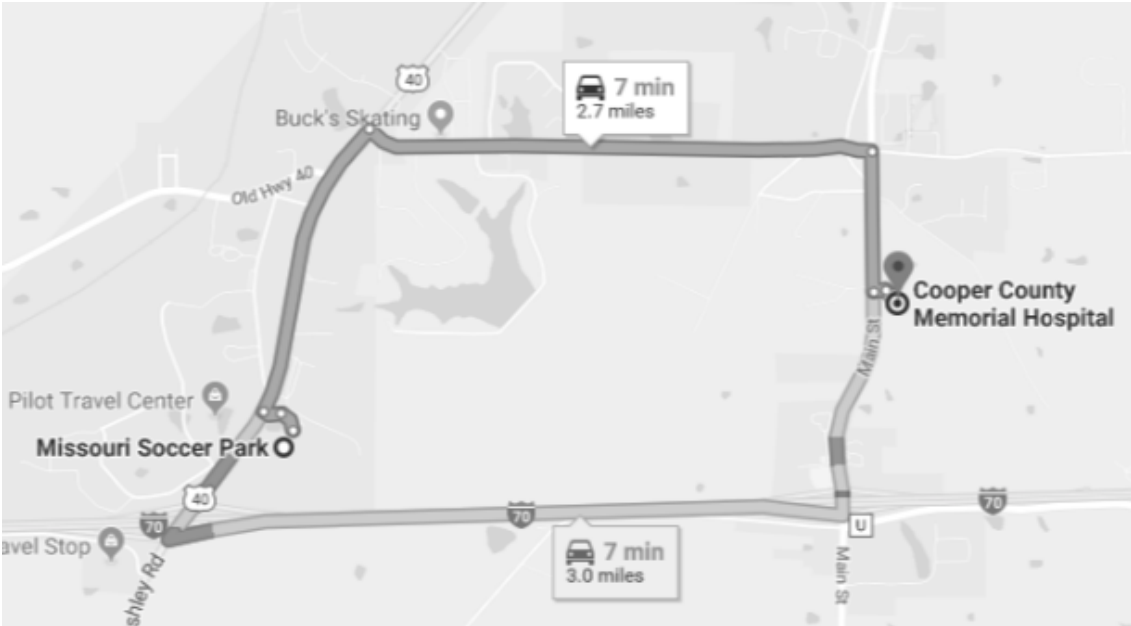 40
7 min
2.7 miles
Buck's Skating
Old Hwy 40
Cooper County
Memorial Hospital
Main St
Pilot Travel Center
Missouri Soccer Park
40
70
70
70
U
avel Stop
7 min
3.0 miles
shley Rd
Main St